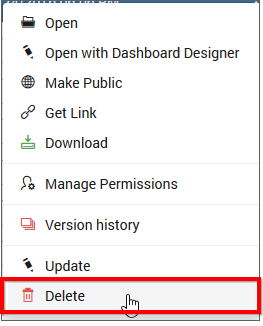 Open
Open with Dashboard Designer
Make Public
Get Link
Download
Manage Permissions
Version history
Update
Delete